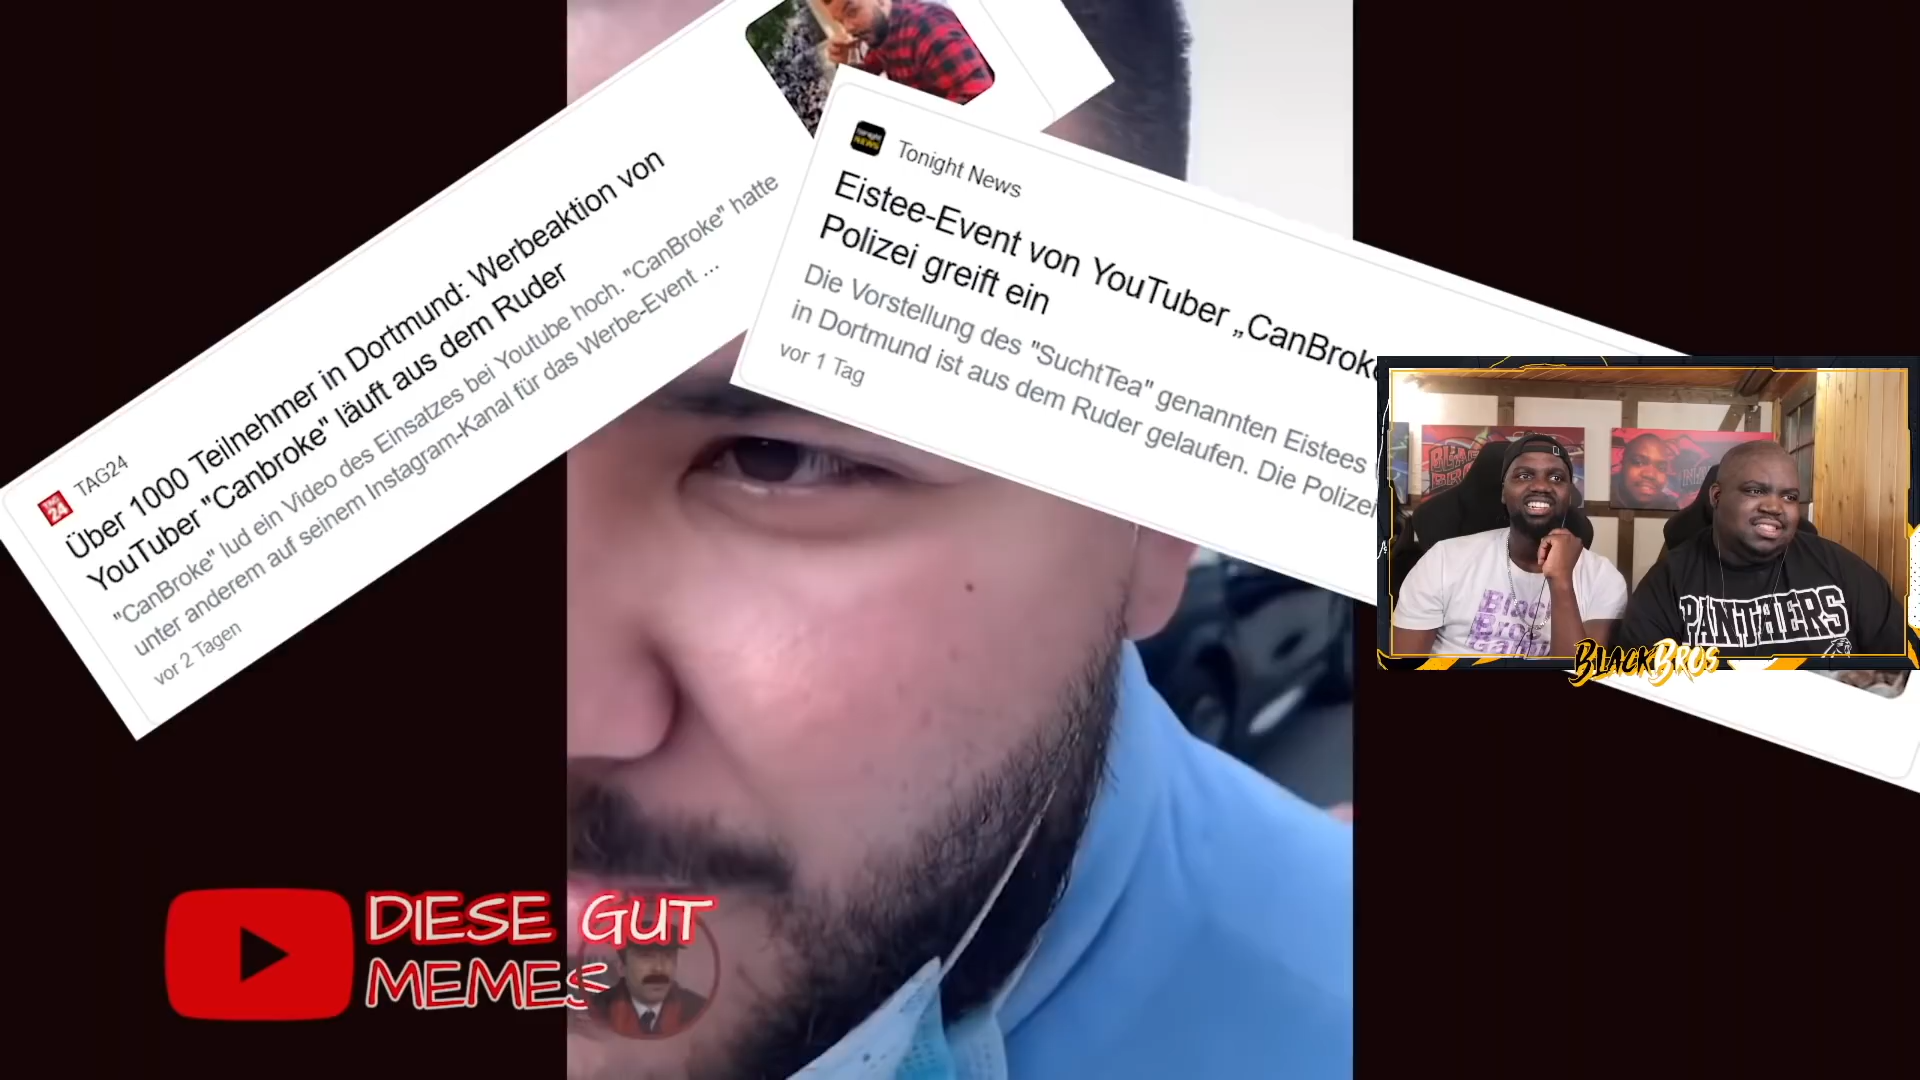 TAG24
Über 1000 Teilnehmer in Dortmund: Werbeaktion von
YouTuber "Canbroke" läuft aus dem Ruder
"CanBroke" lud ein Video des Einsatzes bei Youtube hoch. "CanBroke" hatte
unter anderem auf seinem Instagram-Kanal für das Werbe-Event ...
vor 2 Tagen
Tonight News
Eistee-Event von YouTuber „CanBroke
Polizei greift ein
Die Vorstellung des "SuchtTea" genannten Eistees
in Dortmund ist aus dem Ruder gelaufen. Die Polizei
vor 1 Tag
PANTHERS
BLACKBROS
DIESE GUT
MEMES